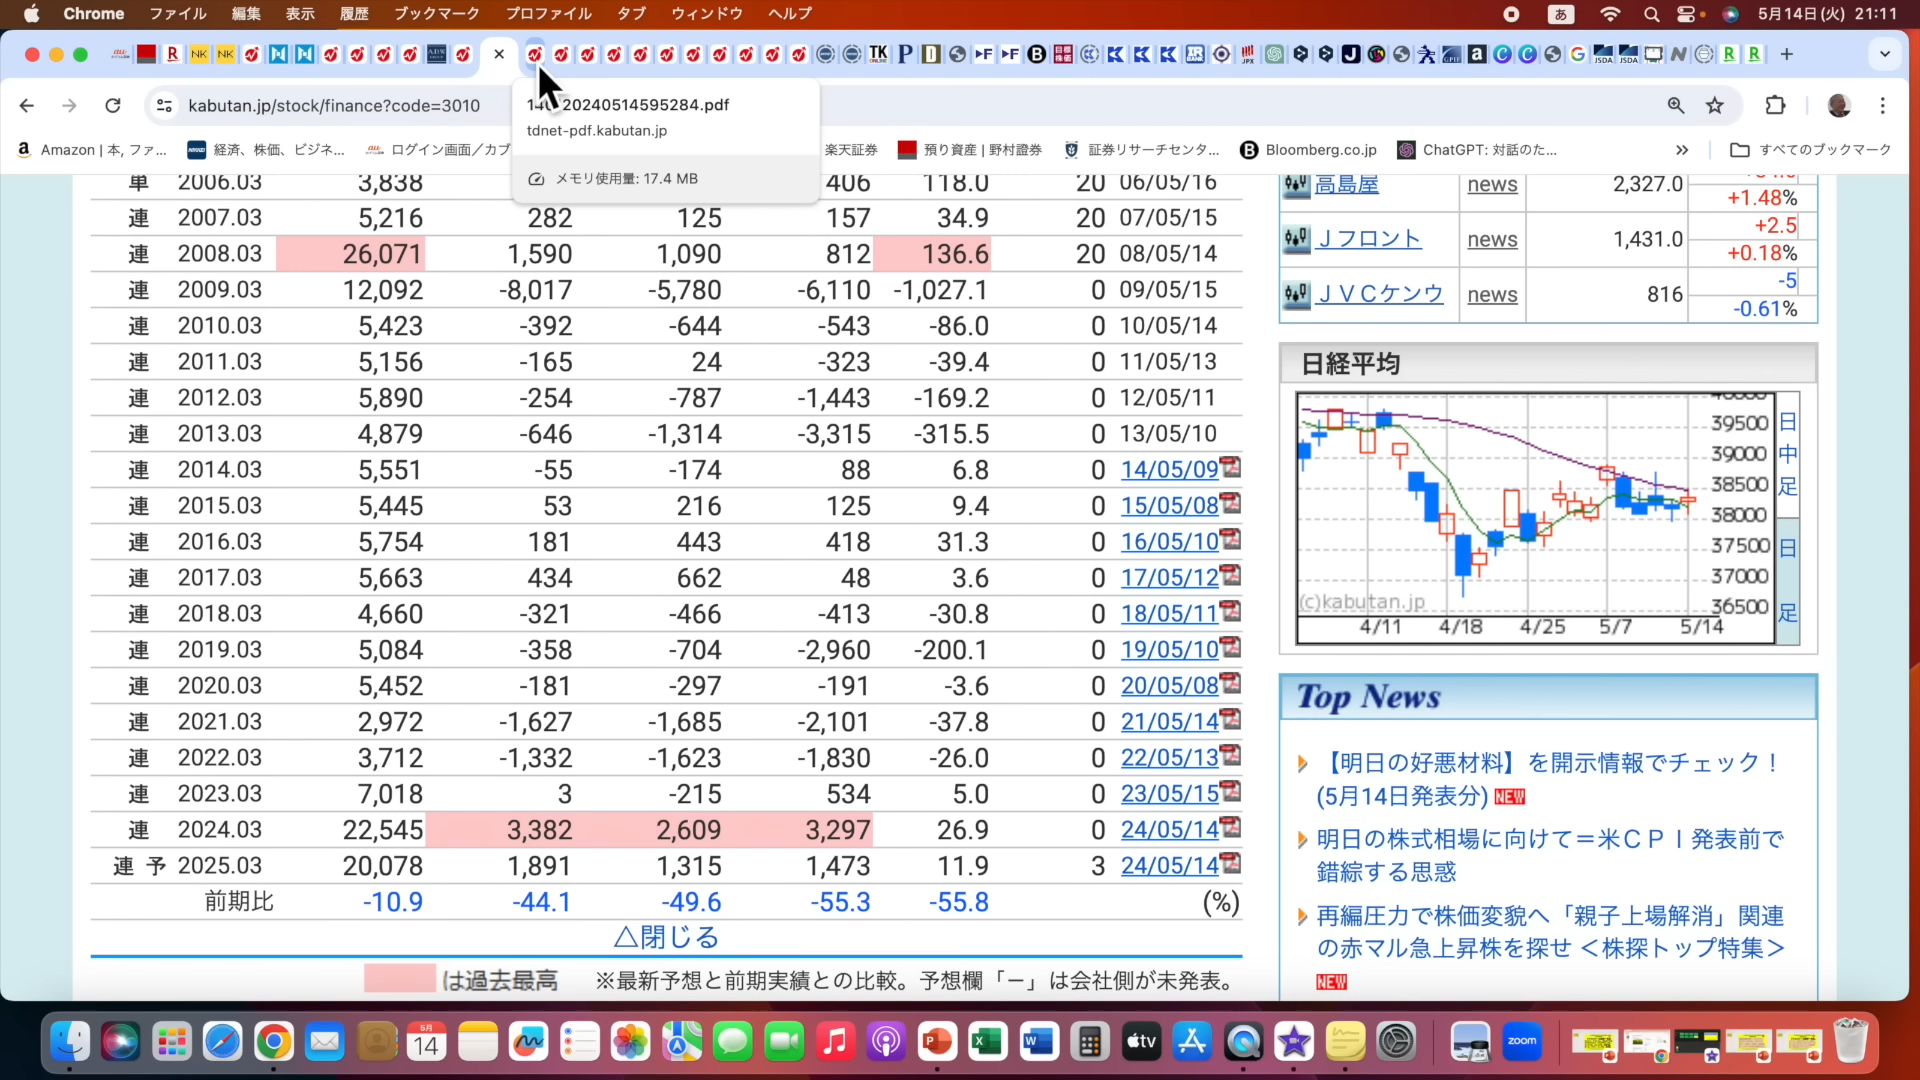 Chrome ファイル 編集 表示 履歴 ブックマーク プロファイル タブ ウィンドウ ヘルプ あ 5月14日(火) 21:11
kabutan.jp/stock/finance?code=3010
20240514595284.pdf
tdnet-pdf.kabutan.jp
メモリ使用量: 17.4 MB
Amazon | 本, ファ... 経済、株価、ビジネ... ログイン画面／カブ 楽天証券 預り資産 | 野村證券 証券リサーチセンタ... Bloomberg.co.jp ChatGPT: 対話のた... » すべてのブックマーク
単 2006.03 3,838 406 118.0 20 06/05/16
連 2007.03 5,216 282 125 157 34.9 20 07/05/15
連 2008.03 26,071 1,590 1,090 812 136.6 20 08/05/14
連 2009.03 12,092 -8,017 -5,780 -6,110 -1,027.1 0 09/05/15
連 2010.03 5,423 -392 -644 -543 -86.0 0 10/05/14
連 2011.03 5,156 -165 24 -323 -39.4 0 11/05/13
連 2012.03 5,890 -254 -787 -1,443 -169.2 0 12/05/11
連 2013.03 4,879 -646 -1,314 -3,315 -315.5 0 13/05/10
連 2014.03 5,551 -55 -174 88 6.8 0 14/05/09
連 2015.03 5,445 53 216 125 9.4 0 15/05/08
連 2016.03 5,754 181 443 418 31.3 0 16/05/10
連 2017.03 5,663 434 662 48 3.6 0 17/05/12
連 2018.03 4,660 -321 -466 -413 -30.8 0 18/05/11
連 2019.03 5,084 -358 -704 -2,960 -200.1 0 19/05/10
連 2020.03 5,452 -181 -297 -191 -3.6 0 20/05/08
連 2021.03 2,972 -1,627 -1,685 -2,101 -37.8 0 21/05/14
連 2022.03 3,712 -1,332 -1,623 -1,830 -26.0 0 22/05/13
連 2023.03 7,018 3 -215 534 5.0 0 23/05/15
連 2024.03 22,545 3,382 2,609 3,297 26.9 0 24/05/14
連 予 2025.03 20,078 1,891 1,315 1,473 11.9 3 24/05/14
前期比 -10.9 -44.1 -49.6 -55.3 -55.8 (%)
△閉じる
は過去最高 ※最新予想と前期実績との比較。予想欄「－」は会社側が未発表。
高島屋 news 2,327.0
+1.48%
Ｊフロント news 1,431.0 +2.5
+0.18%
ＪＶＣケンウ news 816 -5
-0.61%
日経平均
39500
39000
38500
38000
37500
37000
36500
(c)kabutan.jp
4/11 4/18 4/25 5/7 5/14
日
中
足
日
足
Top News
【明日の好悪材料】を開示情報でチェック！
(5月14日発表分) NEW
明日の株式相場に向けて＝米ＣＰＩ発表前で
錯綜する思惑
再編圧力で株価変貌へ「親子上場解消」関連
の赤マル急上昇株を探せ ＜株探トップ特集＞
NEW
5月
14
tv
zoom